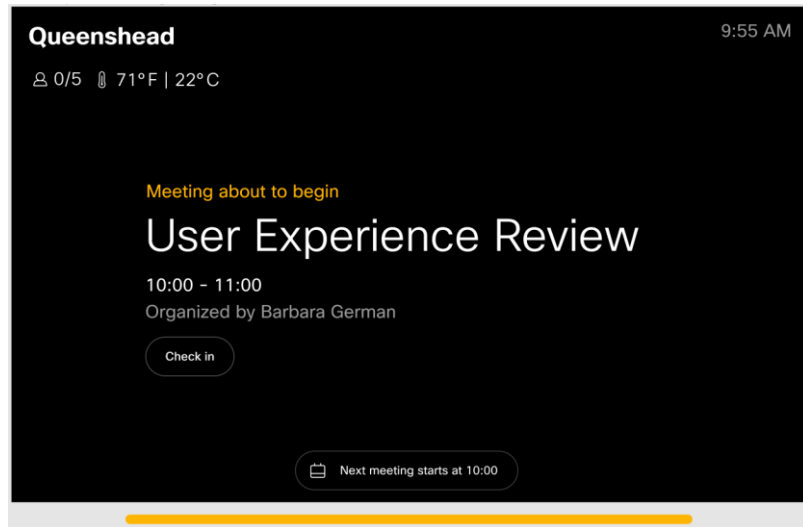 Queenshead
9:55 AM
0/5 71°F | 22°C
Meeting about to begin
User Experience Review
10:00 - 11:00
Organized by Barbara German
Check in
Next meeting starts at 10:00